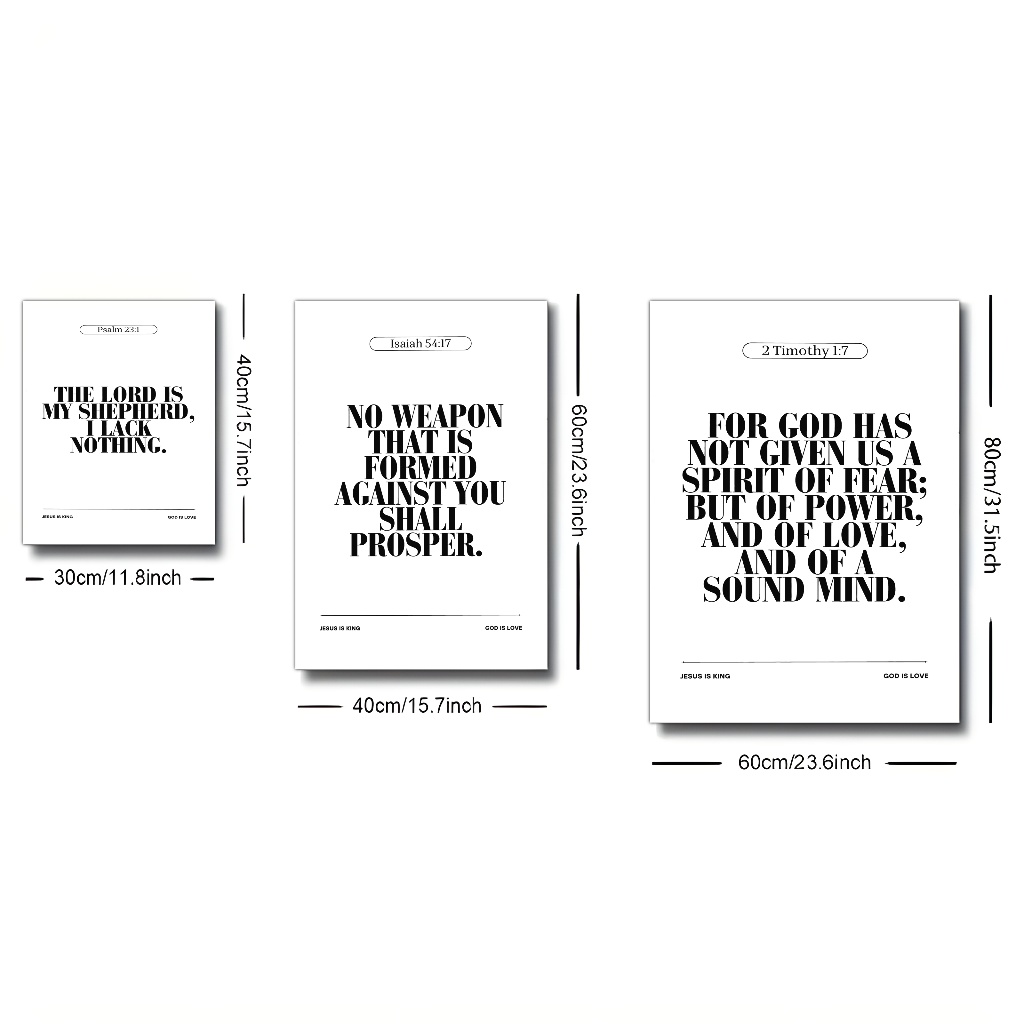 Psalm 23:1
THE LORD IS
MY SHEPHERD,
I LACK
NOTHING.
JESUS IS KING
GOD IS LOVE
40cm/15.7inch
30cm/11.8inch
Isaiah 54:17
NO WEAPON
THAT IS
FORMED
AGAINST YOU
SHALL
PROSPER.
JESUS IS KING
GOD IS LOVE
60cm/23.6inch
40cm/15.7inch
2 Timothy 1:7
FOR GOD HAS
NOT GIVEN US A
SPIRIT OF FEAR;
BUT OF POWER,
AND OF LOVE,
AND OF A
SOUND MIND.
JESUS IS KING
GOD IS LOVE
80cm/31.5inch
60cm/23.6inch